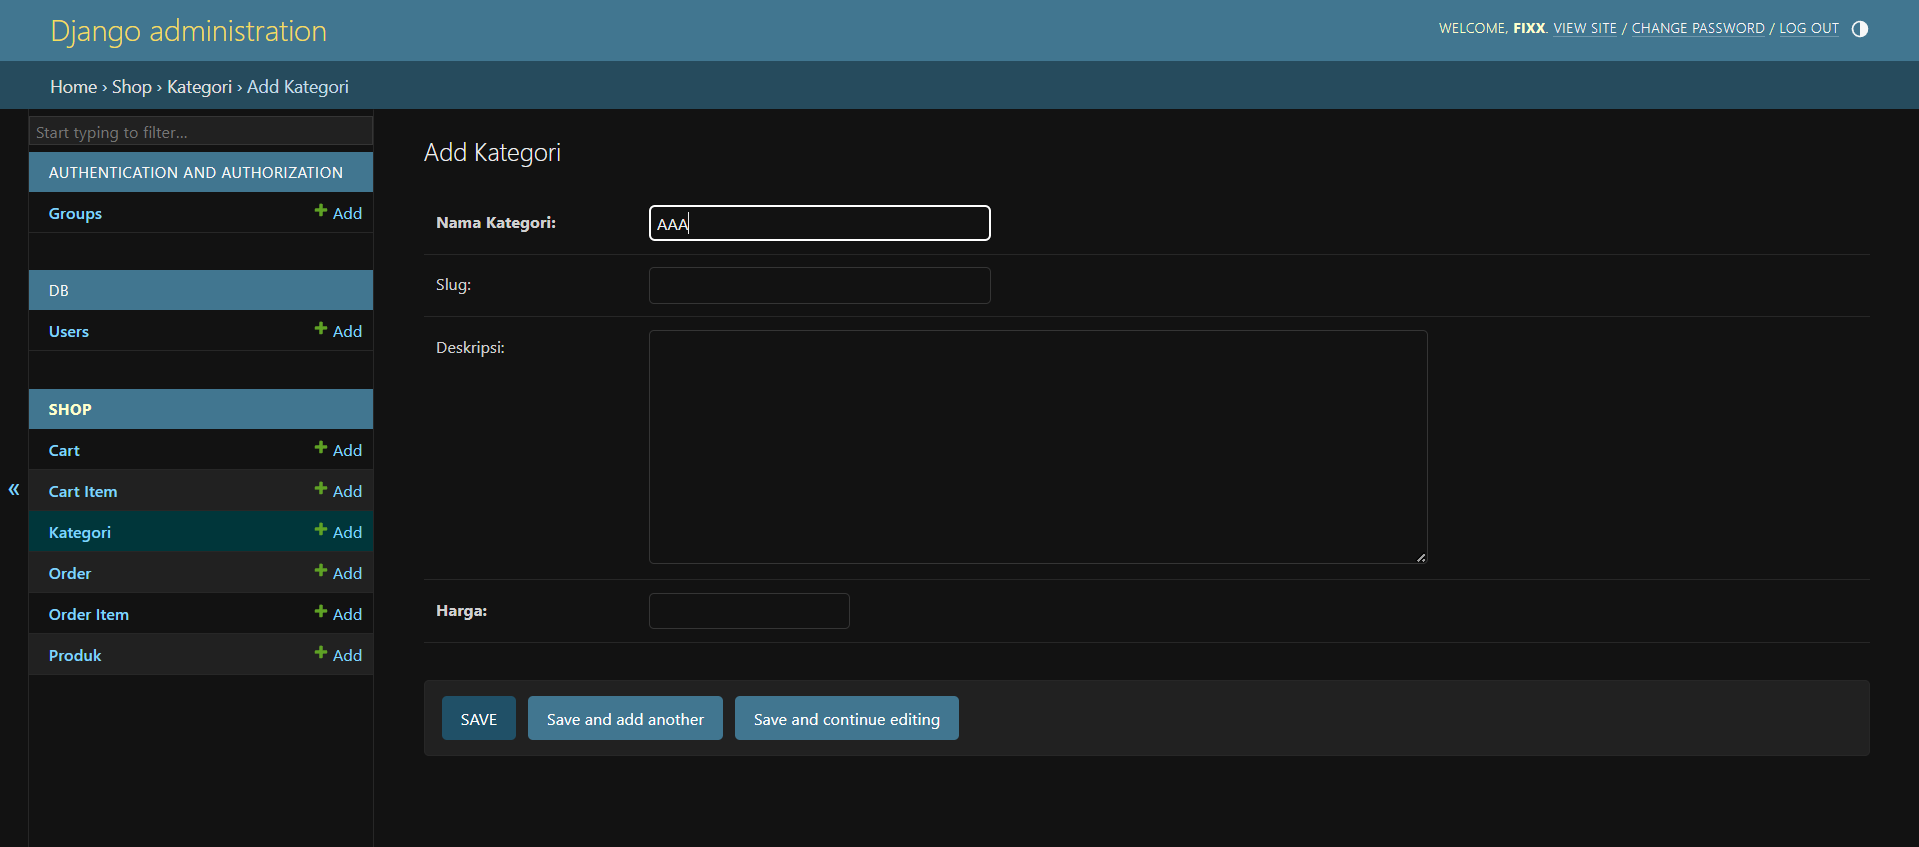 Django administration
WELCOME, FIXX. VIEW SITE / CHANGE PASSWORD / LOG OUT
Home › Shop › Kategori › Add Kategori
Start typing to filter...
AUTHENTICATION AND AUTHORIZATION
Groups + Add
DB
Users + Add
SHOP
Cart + Add
Cart Item + Add
Kategori + Add
Order + Add
Order Item + Add
Produk + Add
«
Add Kategori
Nama Kategori: AAA
Slug:
Deskripsi:
Harga:
SAVE Save and add another Save and continue editing